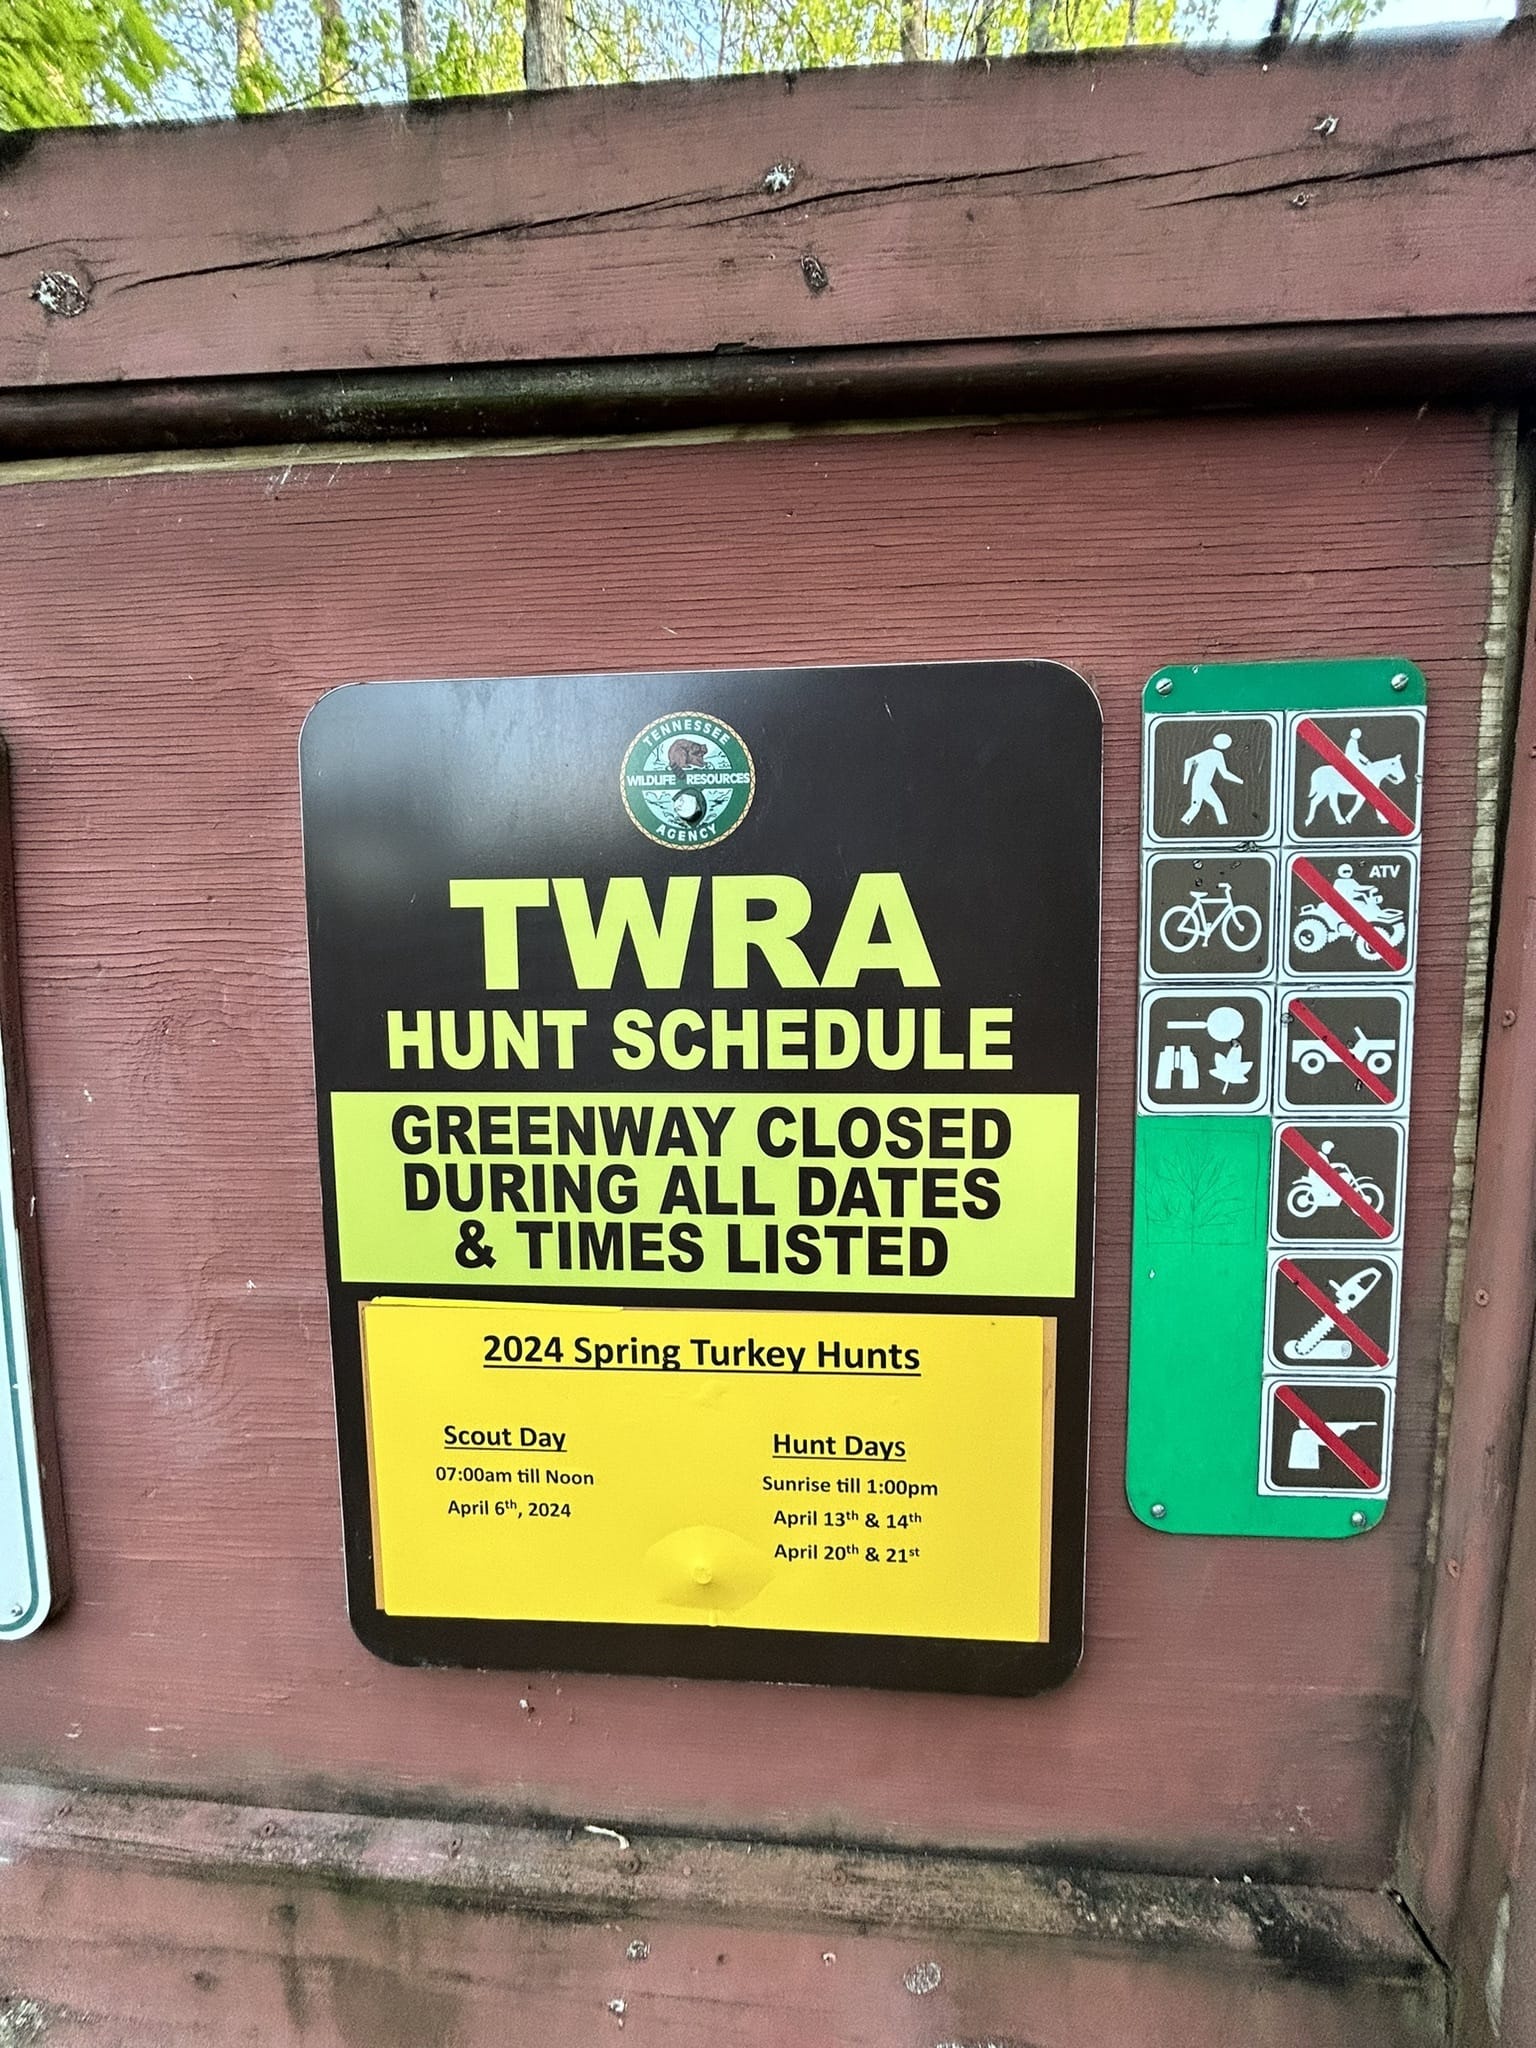 TENNESSEE
WILDLIFE RESOURCES
AGENCY
TWRA
HUNT SCHEDULE
GREENWAY CLOSED
DURING ALL DATES
& TIMES LISTED
2024 Spring Turkey Hunts
Scout Day
07:00am till Noon
April 6th, 2024
Hunt Days
Sunrise till 1:00pm
April 13th & 14th
April 20th & 21st
ATV